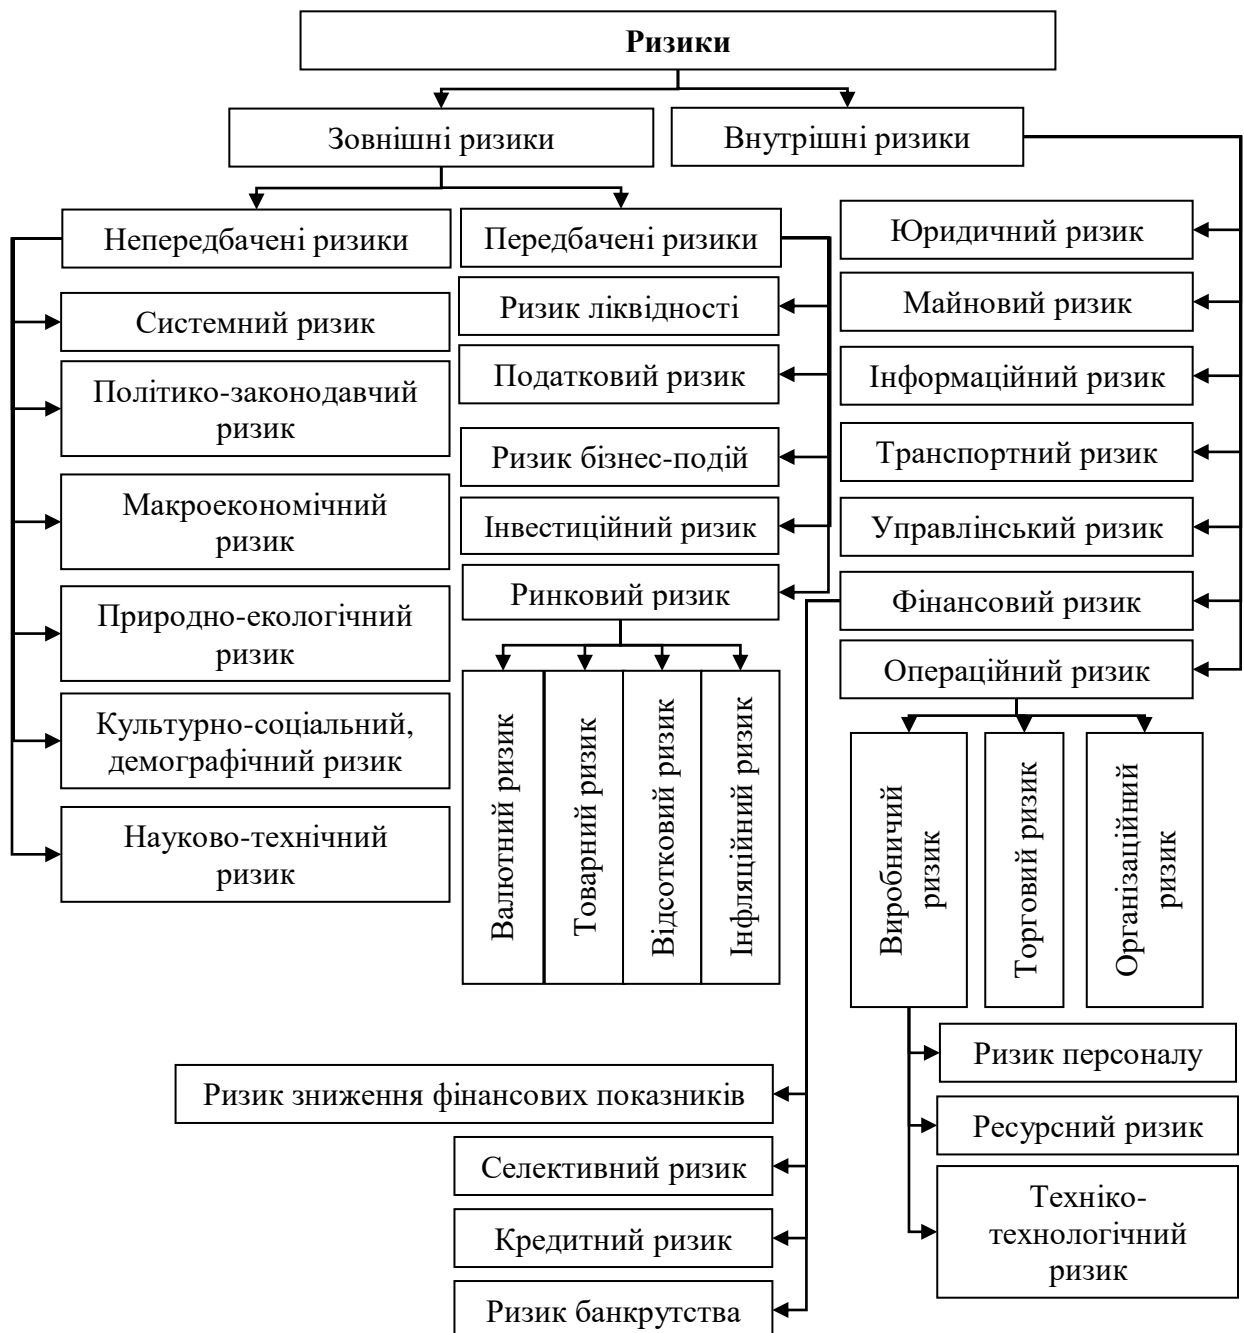 Ризики
Зовнішні ризики
Внутрішні ризики
Непередбачені ризики
Системний ризик
Політико-законодавчий
ризик
Макроекономічний
ризик
Природно-екологічний
ризик
Культурно-соціальний,
демографічний ризик
Науково-технічний
ризик
Передбачені ризики
Ризик ліквідності
Податковий ризик
Ризик бізнес-подій
Інвестиційний ризик
Ринковий ризик
Валютний ризик
Товарний ризик
Відсотковий ризик
Інфляційний ризик
Юридичний ризик
Майновий ризик
Інформаційний ризик
Транспортний ризик
Управлінський ризик
Фінансовий ризик
Операційний ризик
Виробничий
ризик
Торговий ризик
Організаційний
ризик
Ризик персоналу
Ресурсний ризик
Техніко-
технологічний
ризик
Ризик зниження фінансових показників
Селективний ризик
Кредитний ризик
Ризик банкрутства